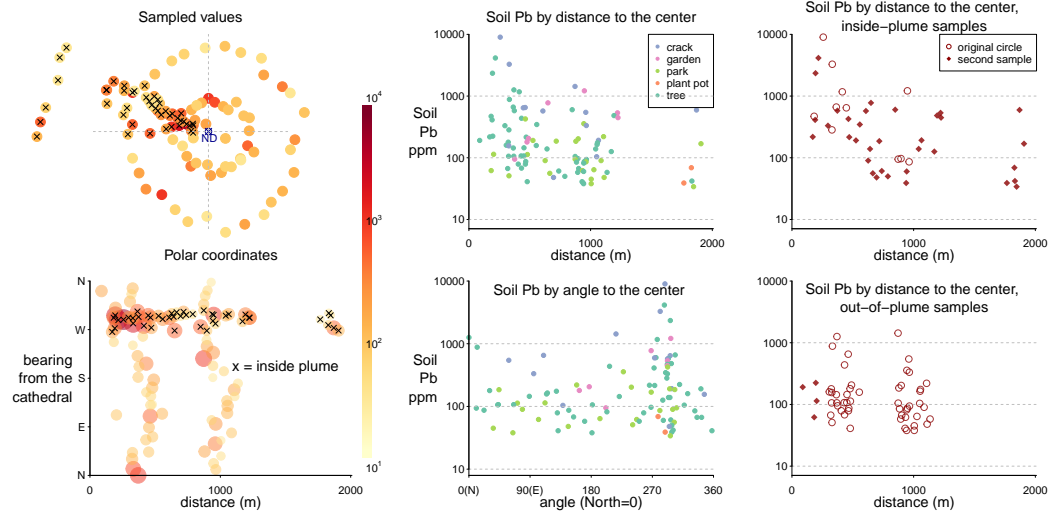 Sampled values
ND
10^4
10^3
10^2
10^1
Soil Pb by distance to the center
10000
1000
100
10
Soil
Pb
ppm
crack
garden
park
plant pot
tree
0
1000
2000
distance (m)
Soil Pb by distance to the center,
inside−plume samples
original circle
second sample
10000
1000
100
10
0
1000
2000
distance (m)
Polar coordinates
N
W
S
E
N
bearing
from the
cathedral
x = inside plume
0
2000
distance (m)
Soil Pb by angle to the center
10000
1000
100
10
Soil
Pb
ppm
0(N)
90(E)
180
270
360
angle (North=0)
Soil Pb by distance to the center,
out−of−plume samples
10000
1000
100
10
0
1000
2000
distance (m)